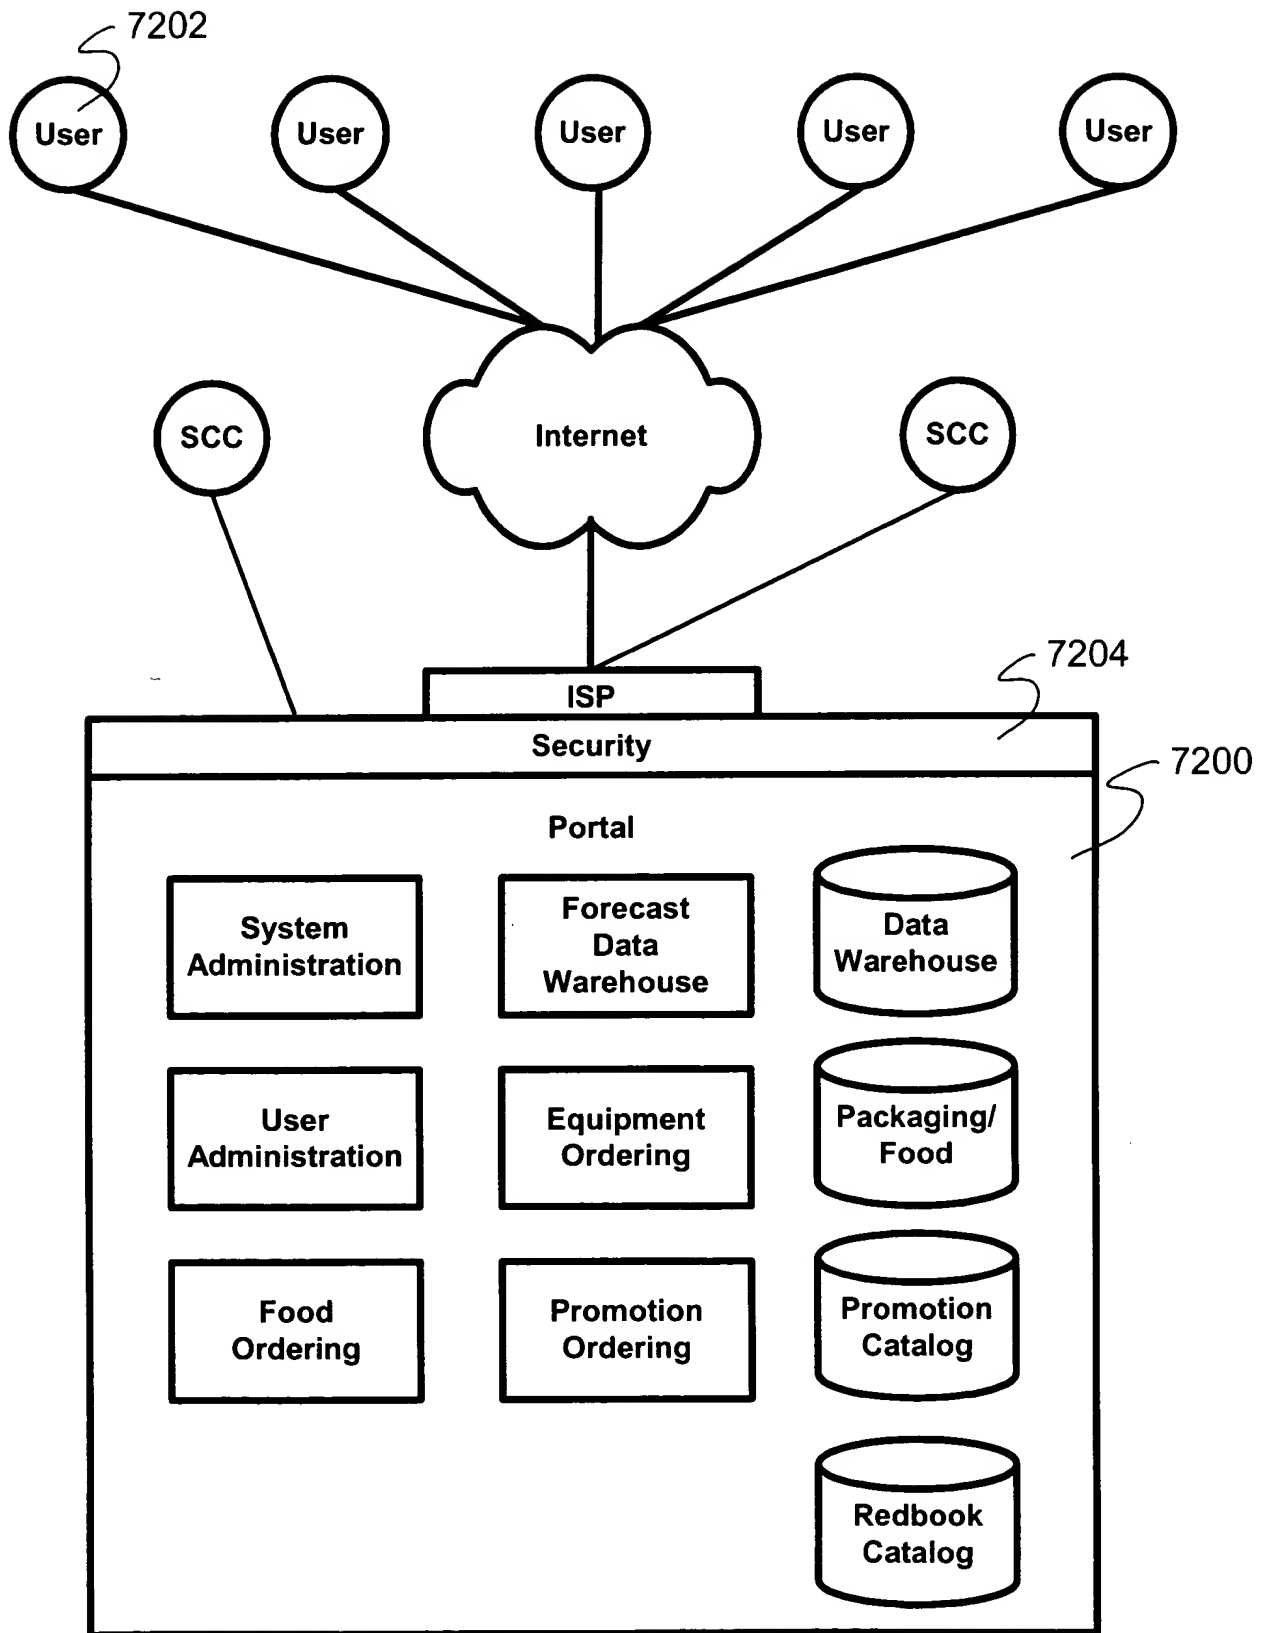 7202
User
User
User
User
User
SCC
Internet
SCC
7204
ISP
Security
7200
Portal
System
Administration
Forecast
Data
Warehouse
Data
Warehouse
User
Administration
Equipment
Ordering
Packaging/
Food
Food
Ordering
Promotion
Ordering
Promotion
Catalog
Redbook
Catalog